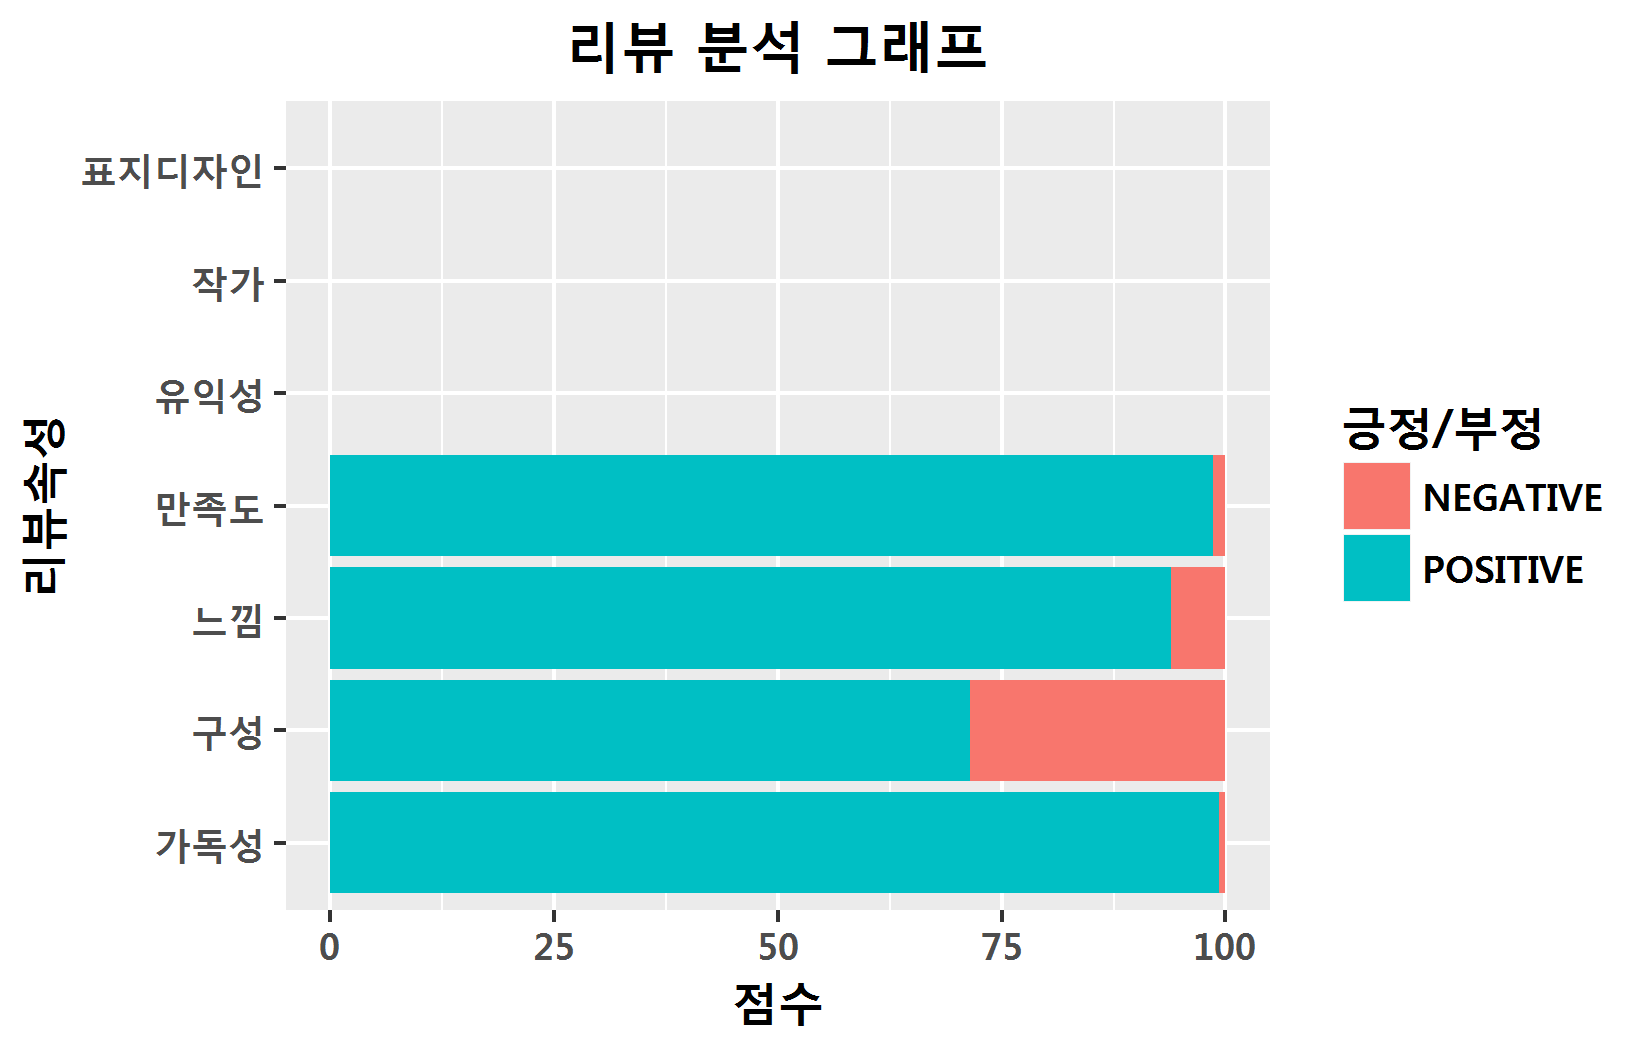 리뷰 분석 그래프
리뷰속성
표지디자인
작가
유익성
만족도
느낌
구성
가독성
0 25 50 75 100
점수
긍정/부정
NEGATIVE
POSITIVE